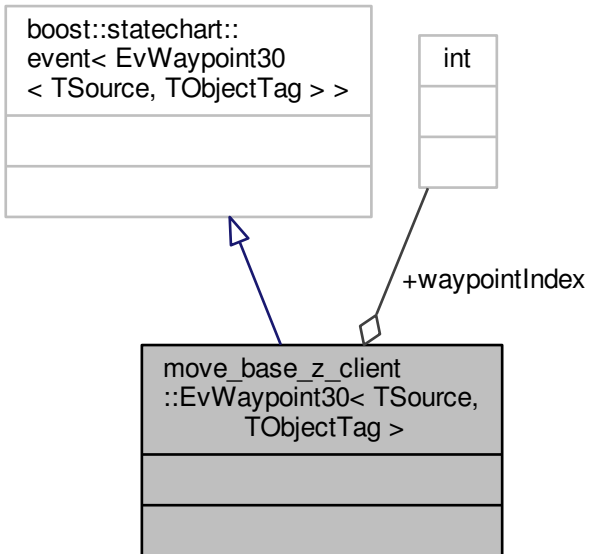 boost::statechart::
event< EvWaypoint30
< TSource, TObjectTag > >
int
+waypointIndex
move_base_z_client
::EvWaypoint30< TSource,
TObjectTag >